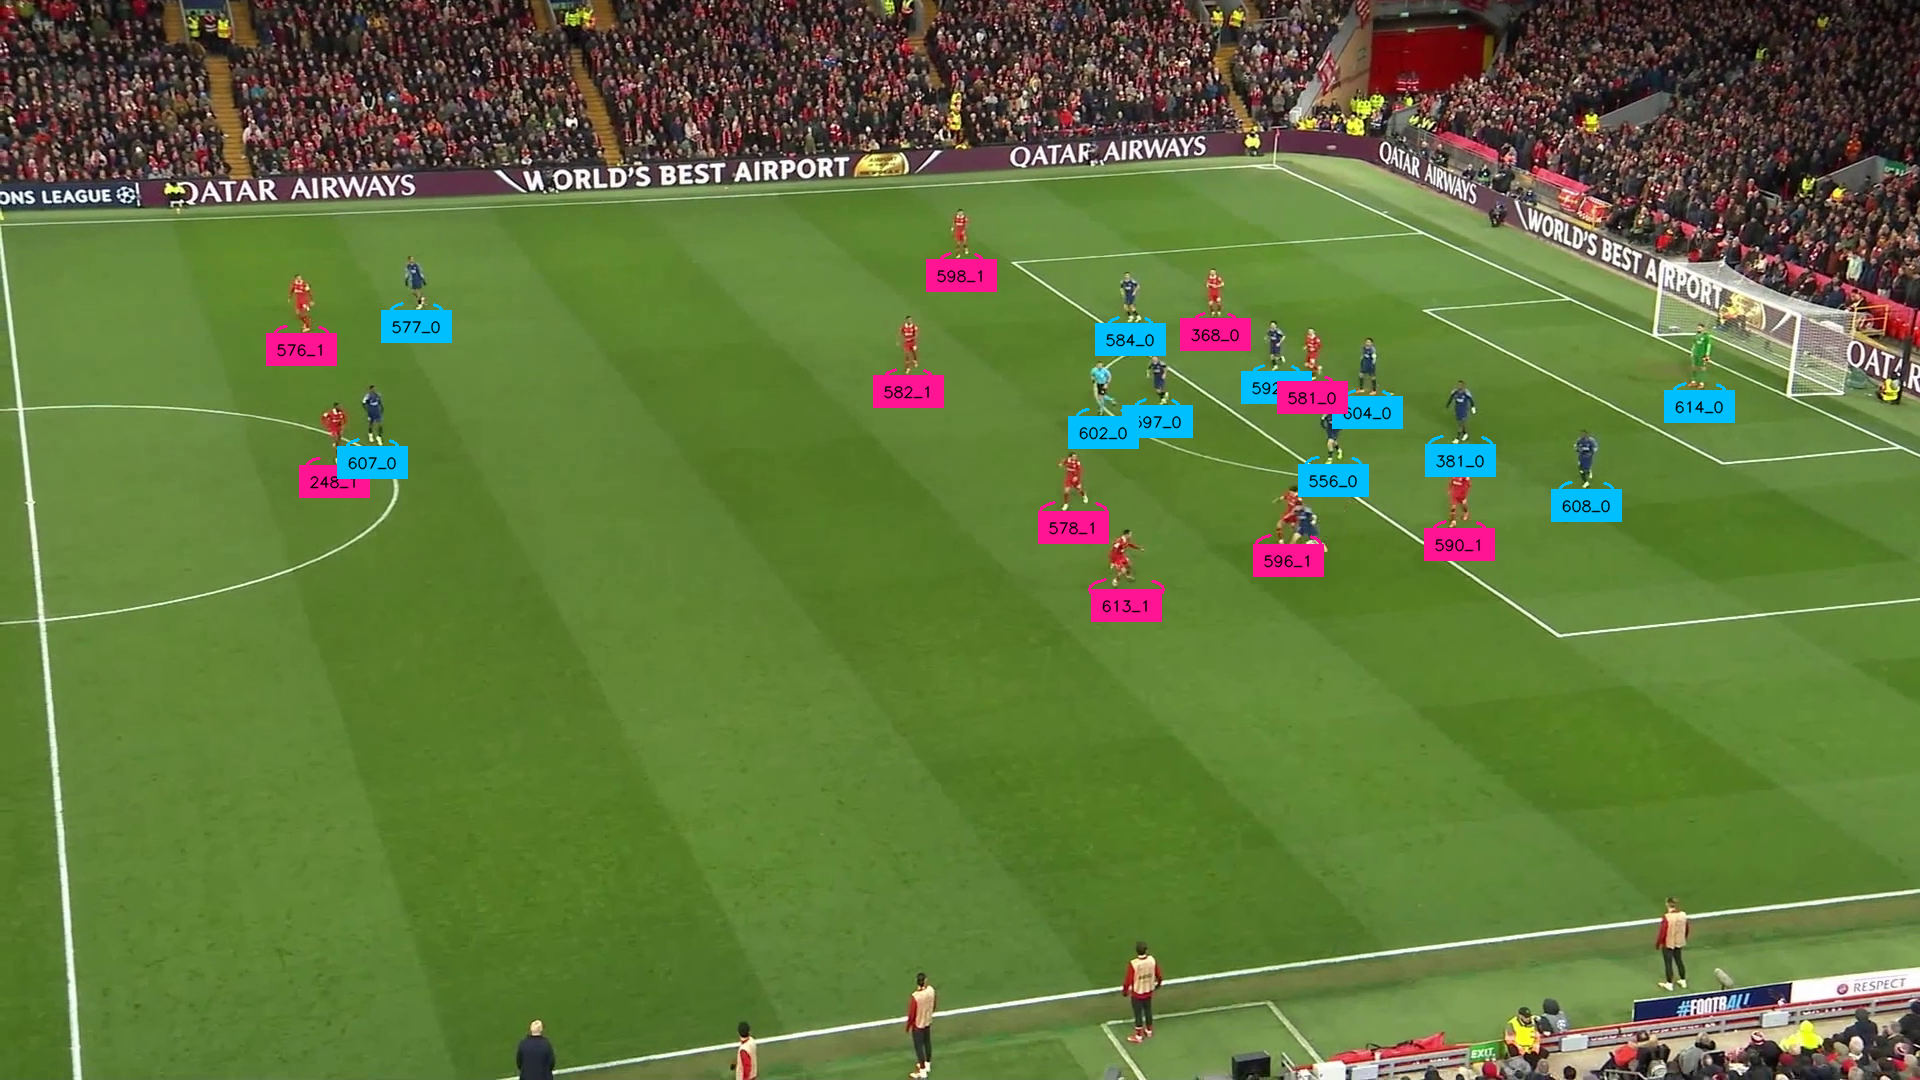 ONS LEAGUE
QATAR AIRWAYS
WORLD'S BEST AIRPORT
QATAR AIRWAYS
QATAR AIRWAYS
WORLD'S BEST AIRPORT
QATAR
598_1
576_1
577_0
584_0
368_0
582_1
592
581_0
604_0
614_0
602_0
597_0
248_1
607_0
556_0
381_0
608_0
578_1
596_1
590_1
613_1
RESPECT
#FOOTBALL
EXIT